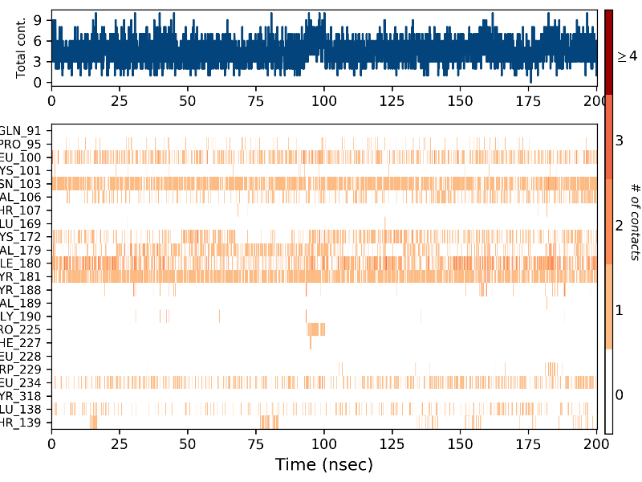 Total cont.
9
6
3
0
0 25 50 75 100 125 150 175 200
GLN_91
PRO_95
EU_100
YS_101
SN_103
AL_106
HR_107
LU_169
YS_172
AL_179
LE_180
YR_181
YR_188
AL_189
LY_190
RO_225
HE_227
EU_228
RP_229
EU_234
YR_318
LU_138
HR_139
0 25 50 75 100 125 150 175 200
Time (nsec)
≥ 4
3
2
1
0
# of contacts